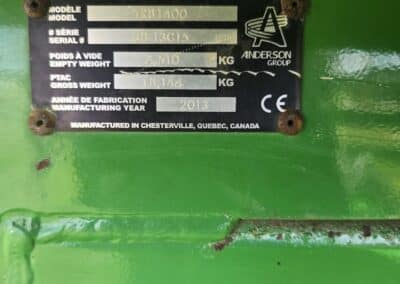 MODÈLE
MODEL
# SÉRIE
SERIAL #
POIDS À VIDE
EMPTY WEIGHT KG
PTAC
GROSS WEIGHT KG
ANNÉE DE FABRICATION
MANUFACTURING YEAR 2013
ANDERSON
GROUP
CE
MANUFACTURED IN CHESTERVILLE, QUEBEC, CANADA